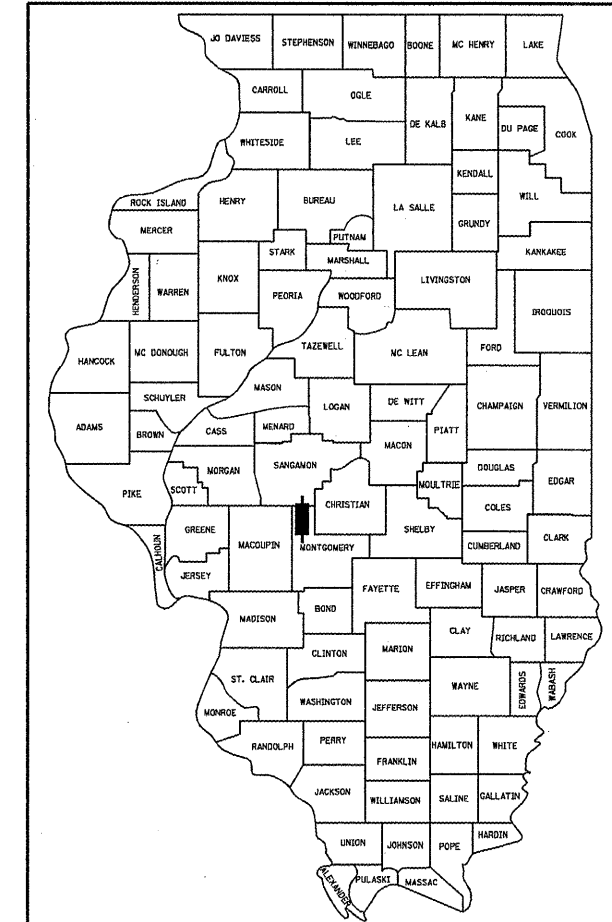 JO DAVIESS STEPHENSON WINNEBAGO BOONE MC HENRY LAKE
CARROLL OGLE DE KALB KANE DU PAGE COOK
WHITESIDE LEE
KENDALL WILL
ROCK ISLAND HENRY BUREAU LA SALLE GRUNDY
MERCER PUTNAM
STARK MARSHALL KANKAKEE
HENDERSON WARREN KNOX PEORIA WOODFORD LIVINGSTON IROQUOIS
HANCOCK MC DONOUGH FULTON TAZEWELL MC LEAN FORD
SCHUYLER MASON LOGAN DE WITT CHAMPAIGN VERMILION
ADAMS BROWN CASS MENARD MACON PIATT
MORGAN SANGAMON DOUGLAS
PIKE SCOTT CHRISTIAN MOULTRIE COLES EDGAR
GREENE MACOUPIN MONTGOMERY SHELBY CUMBERLAND CLARK
CALHOUN JERSEY FAYETTE EFFINGHAM JASPER CRAWFORD
MADISON BOND
CLAY RICHLAND LAWRENCE
CLINTON MARION
ST. CLAIR WAYNE EDWARDS WABASH
MONROE WASHINGTON JEFFERSON
RANDOLPH PERRY HAMILTON WHITE
FRANKLIN
JACKSON WILLIAMSON SALINE GALLATIN
UNION JOHNSON POPE HARDIN
ALEXANDER PULASKI MASSAC